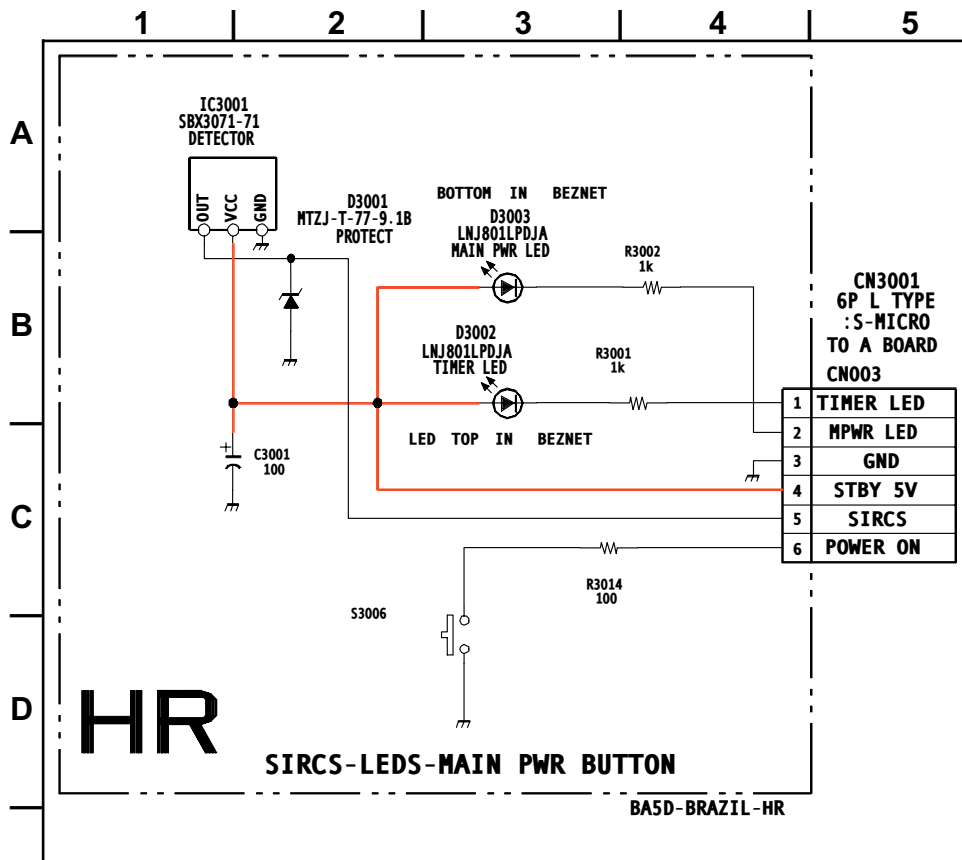 1 2 3 4 5
A
B
C
D
IC3001
SBX3071-71
DETECTOR
OUT
VCC
GND
D3001
MTZJ-T-77-9.1B
PROTECT
BOTTOM IN BEZNET
D3003
LNJ801LPDJA
MAIN PWR LED
R3002
1k
D3002
LNJ801LPDJA
TIMER LED
R3001
1k
LED TOP IN BEZNET
+
C3001
100
CN3001
6P L TYPE
:S-MICRO
TO A BOARD
CN003
1 TIMER LED
2 MPWR LED
3 GND
4 STBY 5V
5 SIRCS
6 POWER ON
R3014
100
S3006
HR
SIRCS-LEDS-MAIN PWR BUTTON
BA5D-BRAZIL-HR